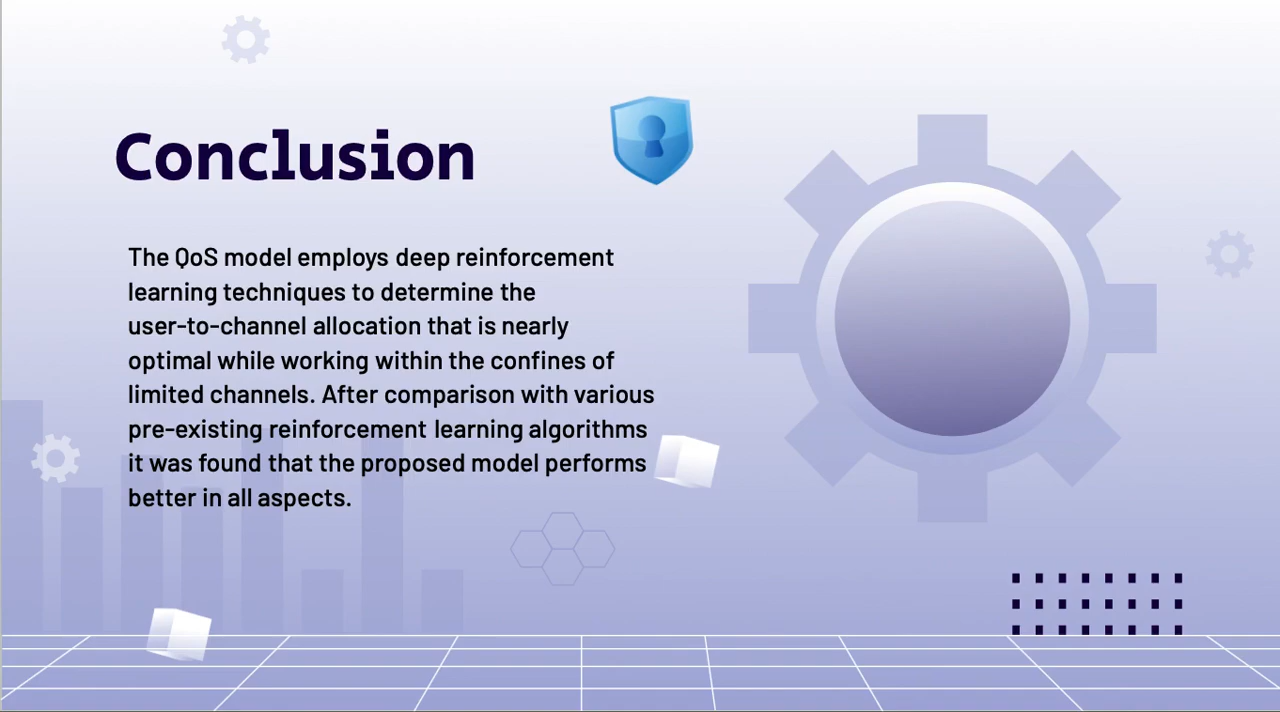 Conclusion
The QoS model employs deep reinforcement
learning techniques to determine the
user-to-channel allocation that is nearly
optimal while working within the confines of
limited channels. After comparison with various
pre-existing reinforcement learning algorithms
it was found that the proposed model performs
better in all aspects.